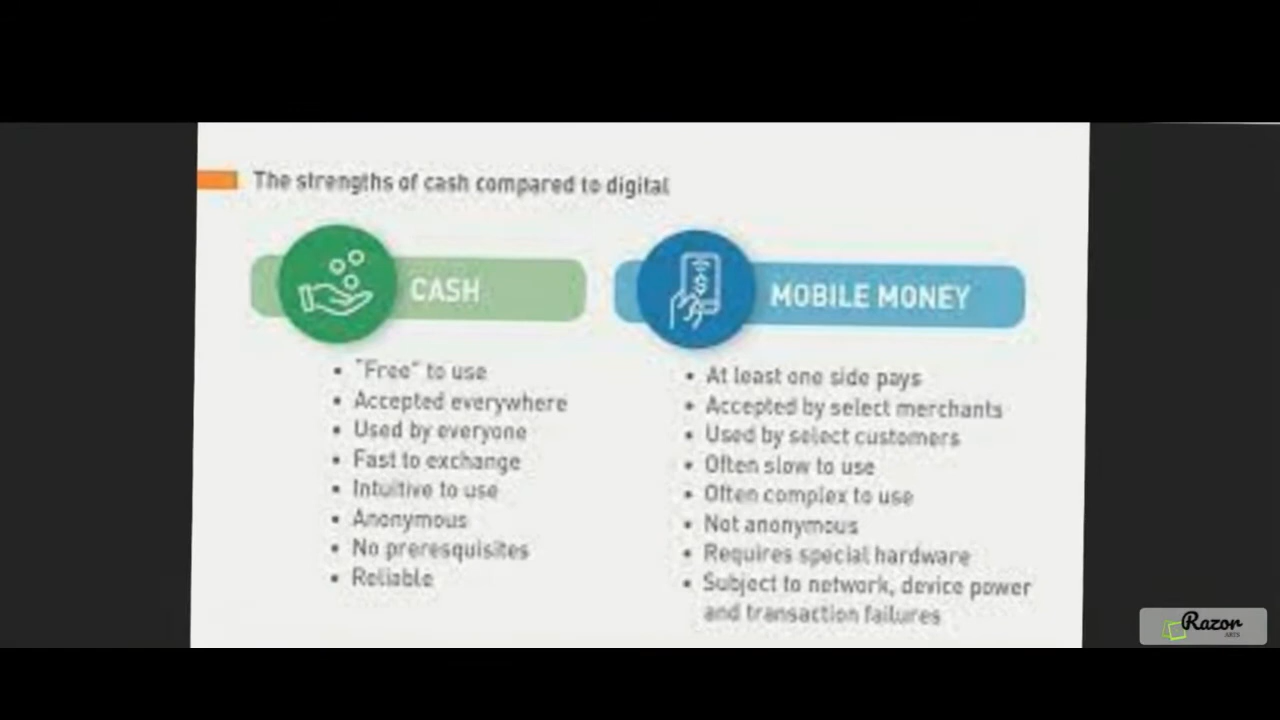 The strengths of cash compared to digital
CASH
"Free" to use
Accepted everywhere
Used by everyone
Fast to exchange
Intuitive to use
Anonymous
No preresquisites
Reliable
MOBILE MONEY
At least one side pays
Accepted by select merchants
Used by select customers
Often slow to use
Often complex to use
Not anonymous
Requires special hardware
Subject to network, device power
and transaction failures
Razor
ARTS